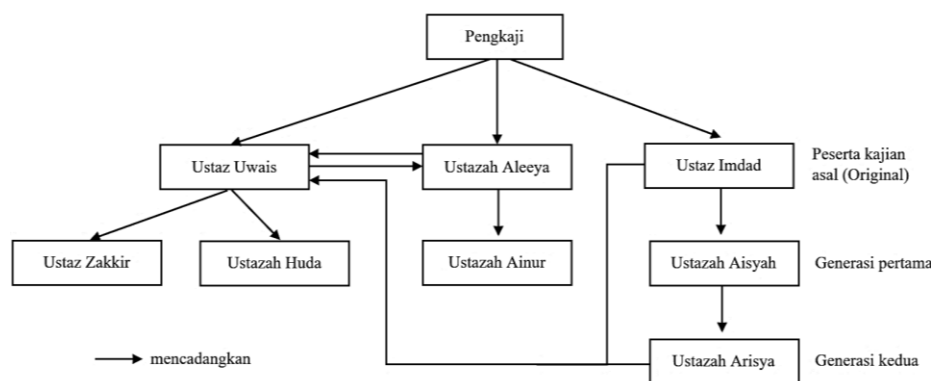 Pengkaji
Ustaz Uwais
Ustazah Aleeya
Ustaz Imdad
Peserta kajian
asal (Original)
Ustaz Zakkir
Ustazah Huda
Ustazah Ainur
Ustazah Aisyah
Generasi pertama
mencadangkan
Ustazah Arisya
Generasi kedua